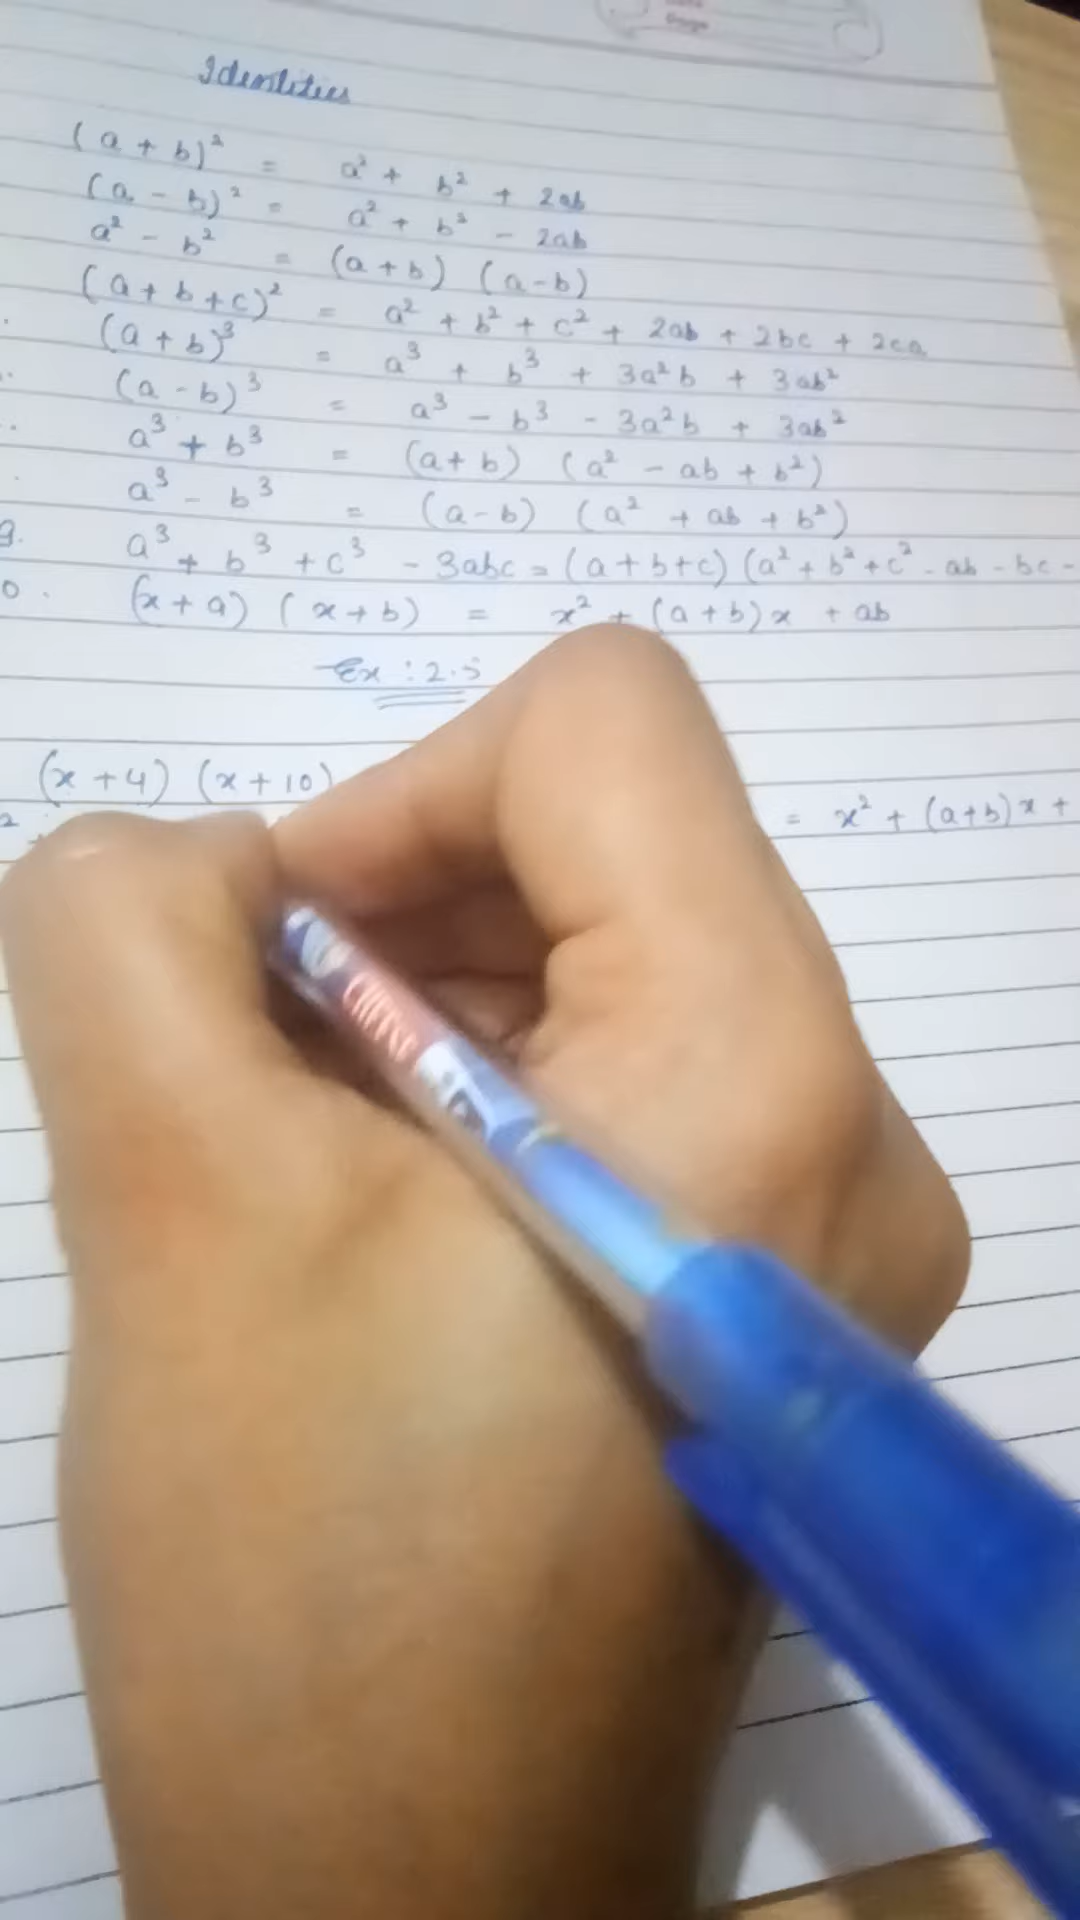 Page
Identities
(a + b)² = a² + b² + 2ab
(a - b)² = a² + b² - 2ab
a² - b² = (a + b) (a - b)
(a + b + c)² = a² + b² + c² + 2ab + 2bc + 2ca
(a + b)³ = a³ + b³ + 3a²b + 3ab²
(a - b)³ = a³ - b³ - 3a²b + 3ab²
a³ + b³ = (a + b) (a² - ab + b²)
a³ - b³ = (a - b) (a² + ab + b²)
9. a³ + b³ + c³ - 3abc = (a + b + c) (a² + b² + c² - ab - bc -
0. (x + a) (x + b) = x² + (a + b) x + ab
Ex : 2.5
(x + 4) (x + 10)
= x² + (a + b) x +